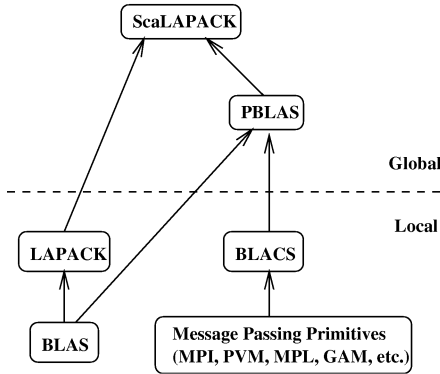 ScaLAPACK
PBLAS
Global
Local
LAPACK
BLACS
BLAS
Message Passing Primitives
(MPI, PVM, MPL, GAM, etc.)